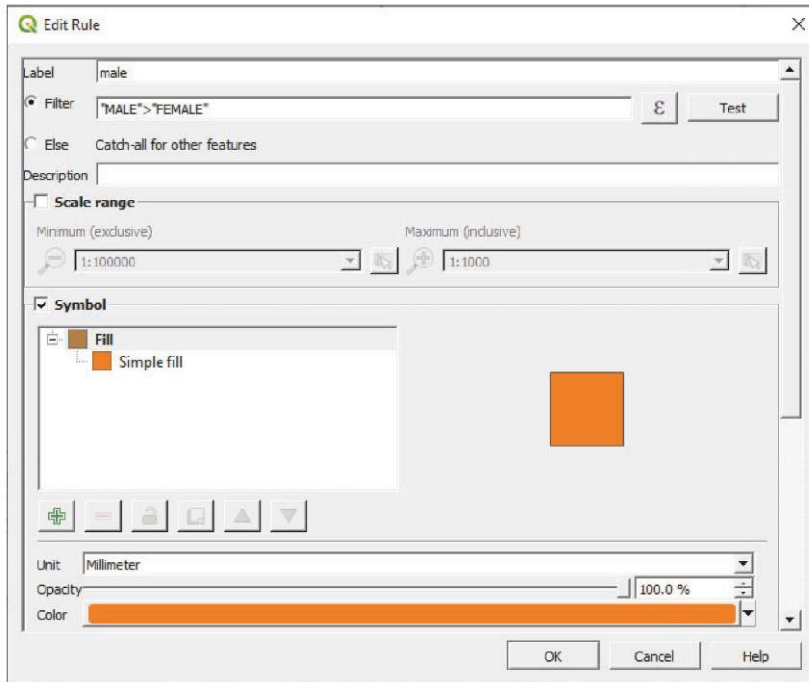 Edit Rule
Label male
Filter "MALE">"FEMALE" ε Test
Else Catch-all for other features
Description
Scale range
Minimum (exclusive) Maximum (inclusive)
1:100000 1:1000
Symbol
Fill
Simple fill
Unit Millimeter
Opacity 100.0 %
Color
OK Cancel Help